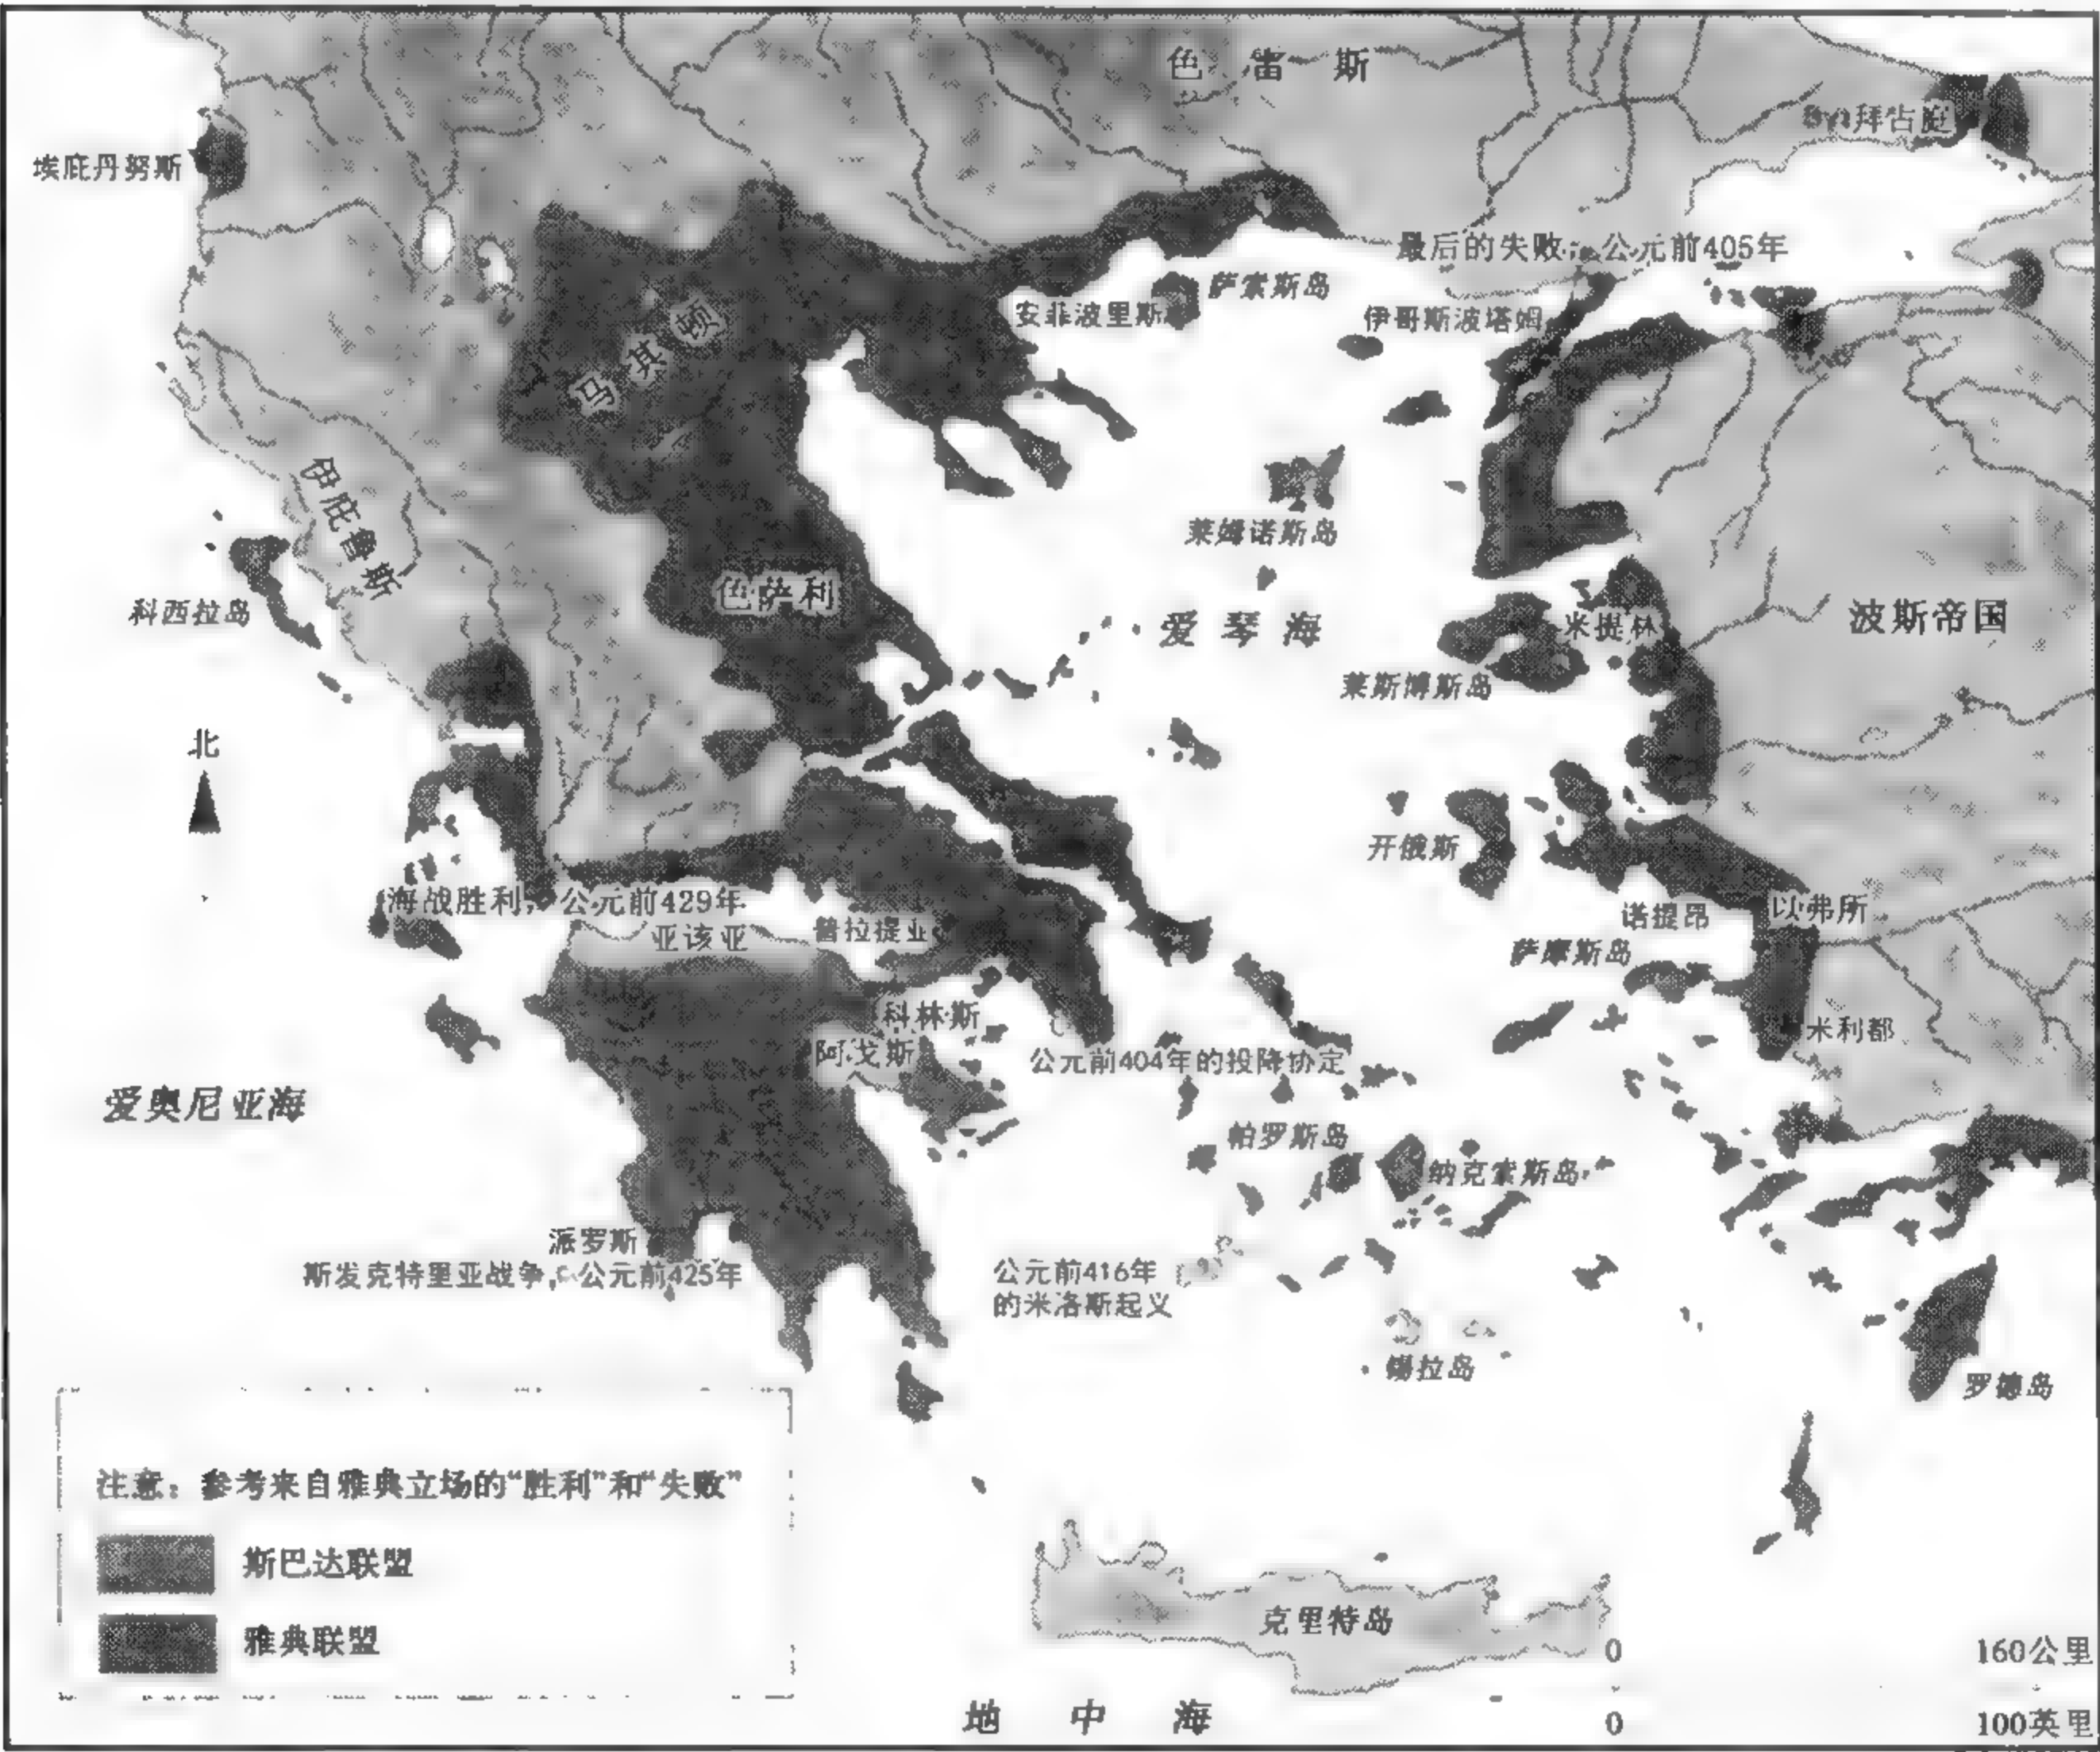 色雷斯
拜占庭
埃庇丹努斯
最后的失败,公元前405年
萨索斯岛
安菲波里斯
伊哥斯波塔姆
马其顿
伊庇鲁斯
莱姆诺斯岛
色萨利
科西拉岛
爱琴海
米提林
波斯帝国
莱斯博斯岛
北
开俄斯
海战胜利,公元前429年
诺提昂
以弗所
亚该亚
普拉提亚
萨摩斯岛
科林斯
米利都
阿戈斯
公元前404年的投降协定
爱奥尼亚海
帕罗斯岛
纳克索斯岛
派罗斯
斯发克特里亚战争,公元前425年
公元前416年
的米洛斯起义
锡拉岛
罗德岛
注意:参考来自雅典立场的“胜利”和“失败”
斯巴达联盟
雅典联盟
克里特岛
0 160公里
地中海
0 100英里